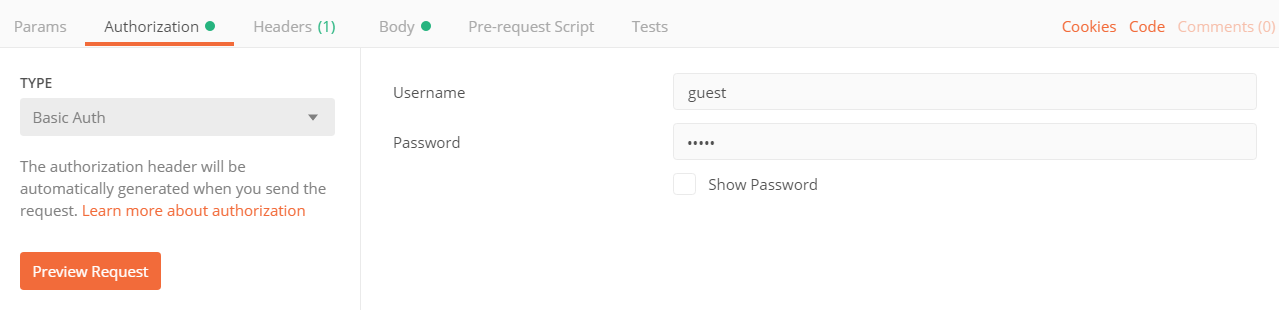 Params Authorization Headers (1) Body Pre-request Script Tests Cookies Code Comments (0)
TYPE
Basic Auth
The authorization header will be
automatically generated when you send the
request. Learn more about authorization
Preview Request
Username guest
Password •••••
Show Password